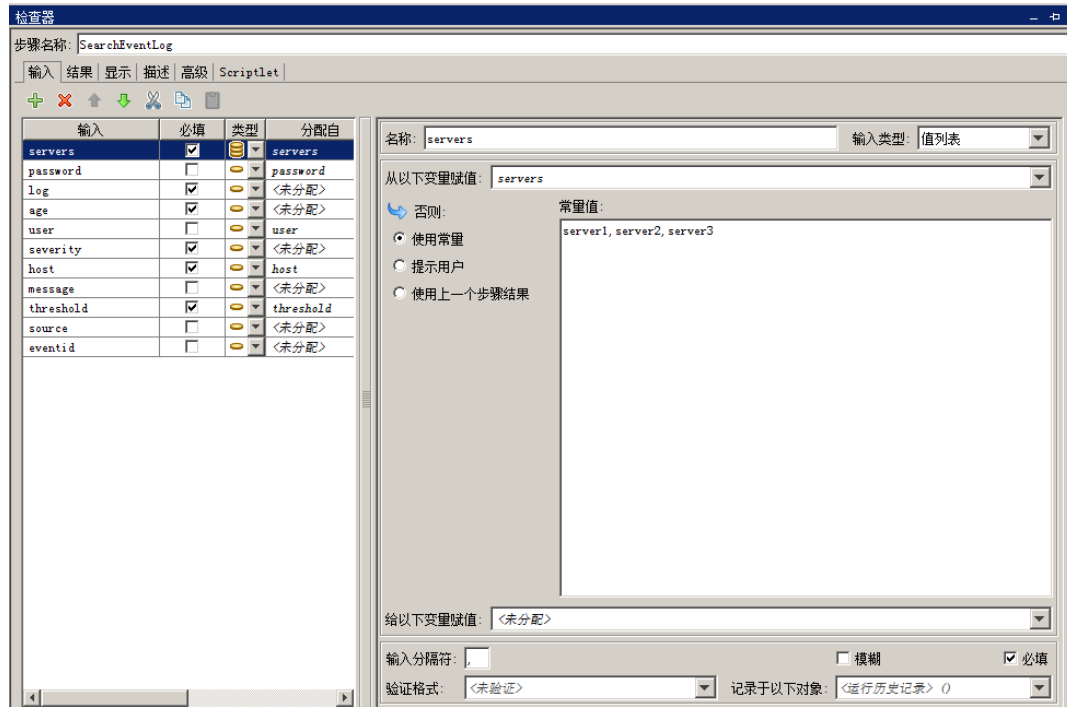 检查器
步骤名称: SearchEventLog
输入 结果 显示 描述 高级 Scriptlet
输入 必填 类型 分配自
servers servers
password password
log <未分配>
age <未分配>
user user
severity <未分配>
host host
message <未分配>
threshold threshold
source <未分配>
eventid <未分配>
名称: servers 输入类型: 值列表
从以下变量赋值: servers
否则: 常量值:
使用常量 server1, server2, server3
提示用户
使用上一个步骤结果
给以下变量赋值: <未分配>
输入分隔符: , 模糊 必填
验证格式: <未验证> 记录于以下对象: <运行历史记录> ()